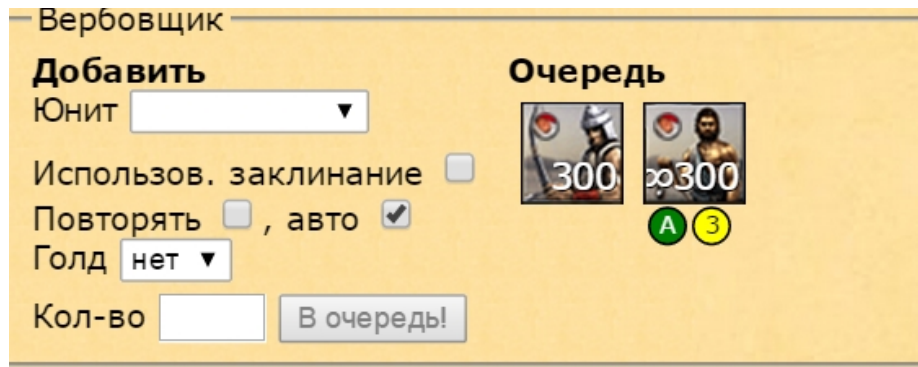 Вербовщик
Добавить
Юнит
Использов. заклинание
Повторять , авто
Голд нет
Кол-во В очередь!
Очередь
300 ∞300
A 3